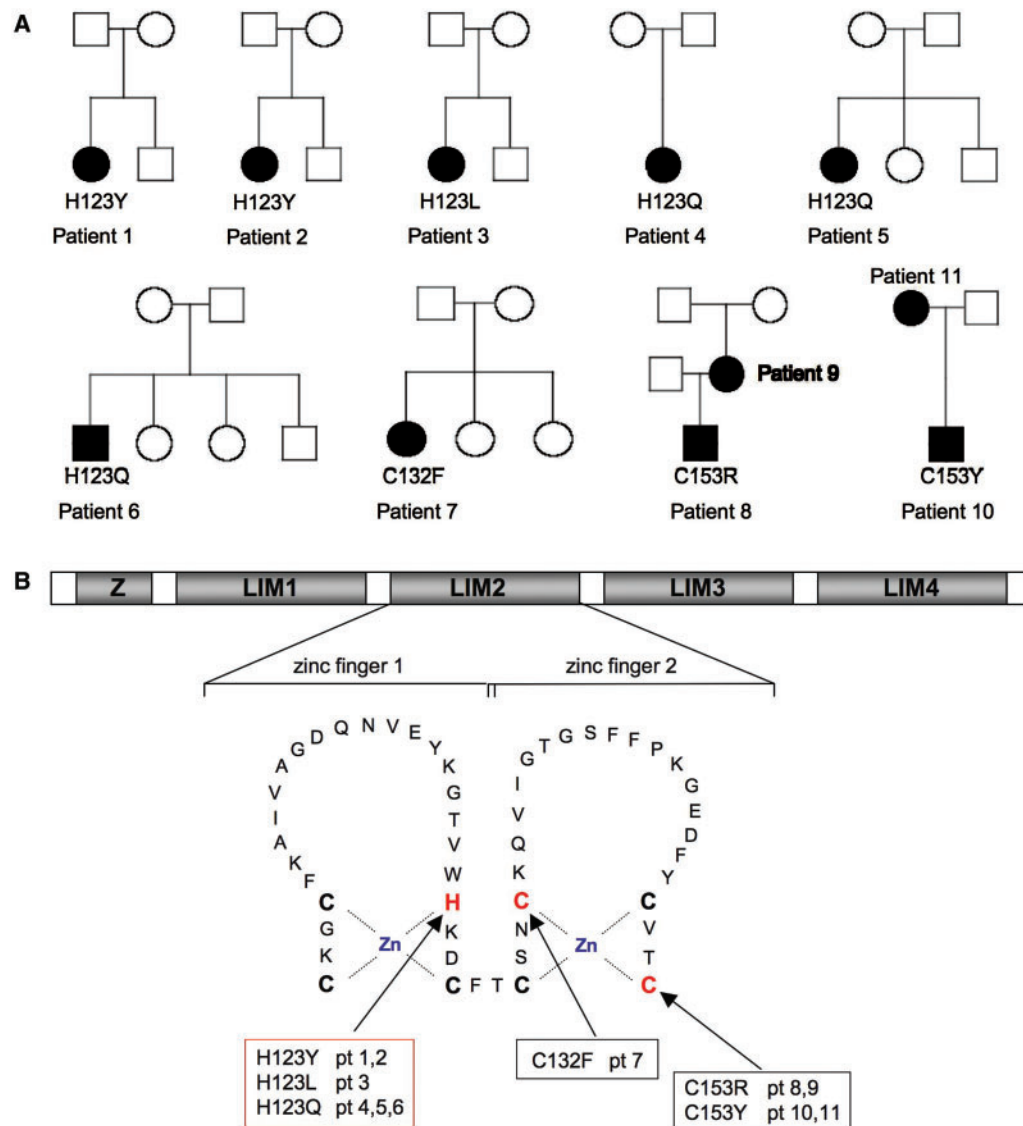 A
H123Y H123Y H123L H123Q H123Q
Patient 1 Patient 2 Patient 3 Patient 4 Patient 5
Patient 11
Patient 9
H123Q C132F C153R C153Y
Patient 6 Patient 7 Patient 8 Patient 10
B
Z LIM1 LIM2 LIM3 LIM4
zinc finger 1 zinc finger 2
C K G C F K A I V A G D Q N V E Y K G T V W H K D C F T C S N C K Q V I G T G S F F P K G E D F Y C V T C
Zn Zn
H123Y pt 1,2
H123L pt 3
H123Q pt 4,5,6
C132F pt 7
C153R pt 8,9
C153Y pt 10,11